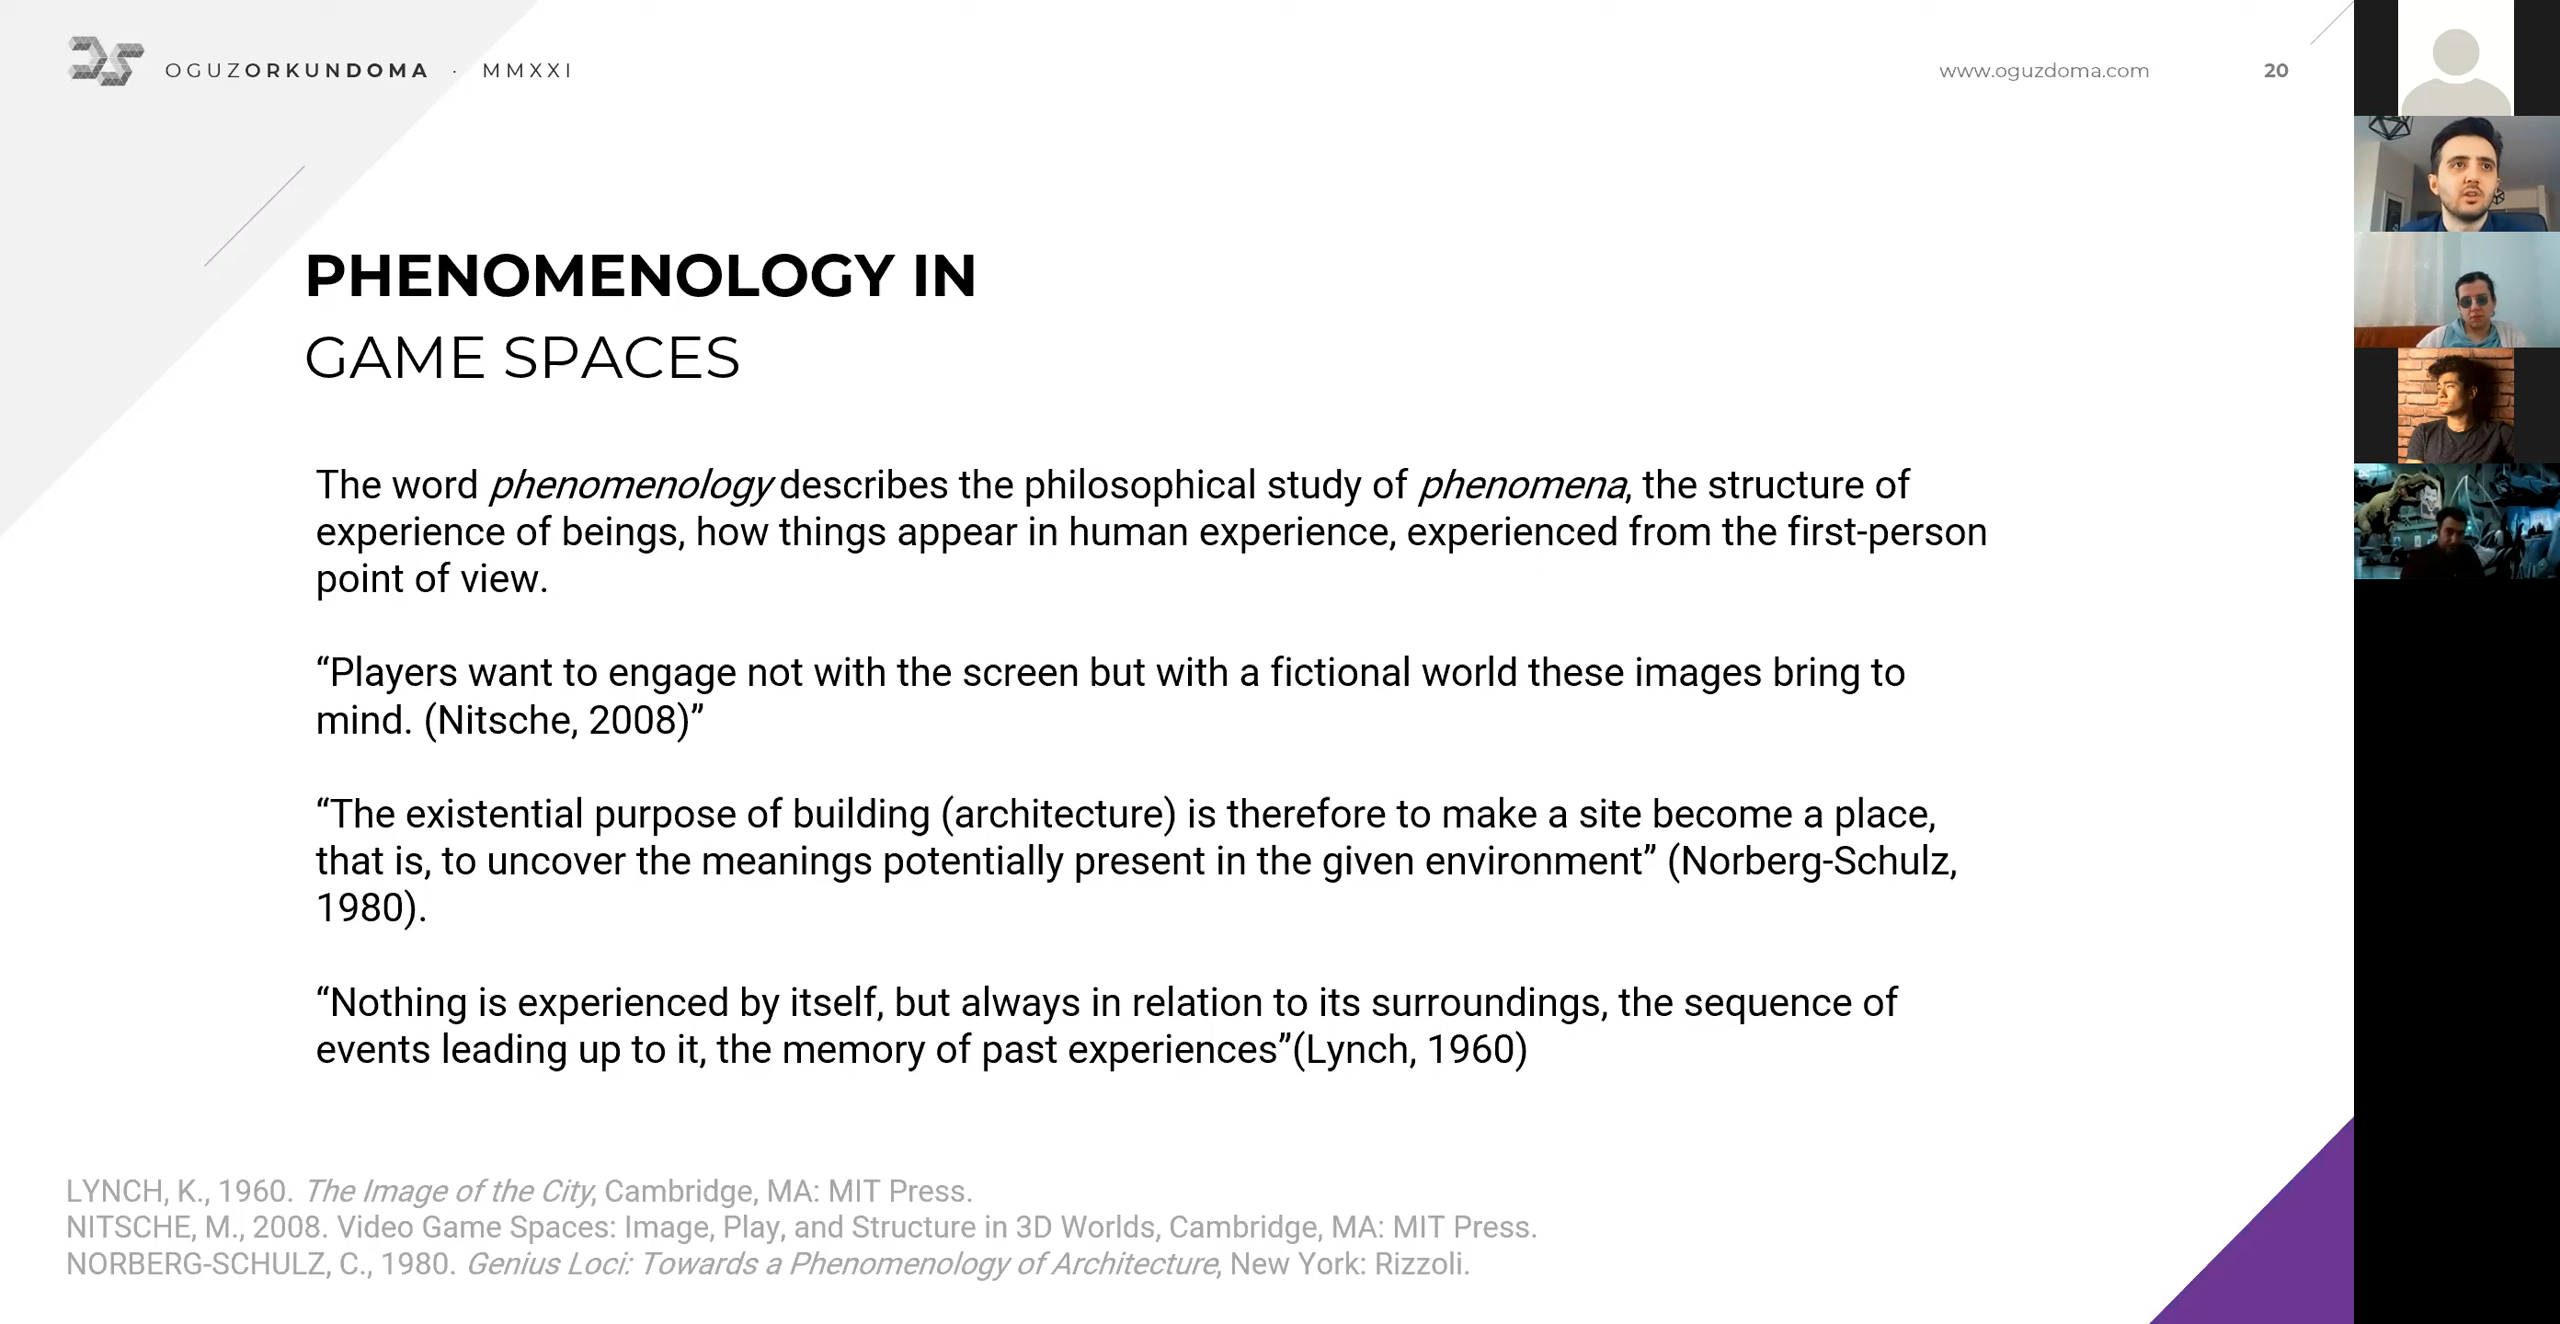 OGUZORKUNDOMA · MMXXI
www.oguzdoma.com
20
PHENOMENOLOGY IN
GAME SPACES
The word phenomenology describes the philosophical study of phenomena, the structure of
experience of beings, how things appear in human experience, experienced from the first-person
point of view.
“Players want to engage not with the screen but with a fictional world these images bring to
mind. (Nitsche, 2008)”
“The existential purpose of building (architecture) is therefore to make a site become a place,
that is, to uncover the meanings potentially present in the given environment” (Norberg-Schulz,
1980).
“Nothing is experienced by itself, but always in relation to its surroundings, the sequence of
events leading up to it, the memory of past experiences”(Lynch, 1960)
LYNCH, K., 1960. The Image of the City, Cambridge, MA: MIT Press.
NITSCHE, M., 2008. Video Game Spaces: Image, Play, and Structure in 3D Worlds, Cambridge, MA: MIT Press.
NORBERG-SCHULZ, C., 1980. Genius Loci: Towards a Phenomenology of Architecture, New York: Rizzoli.